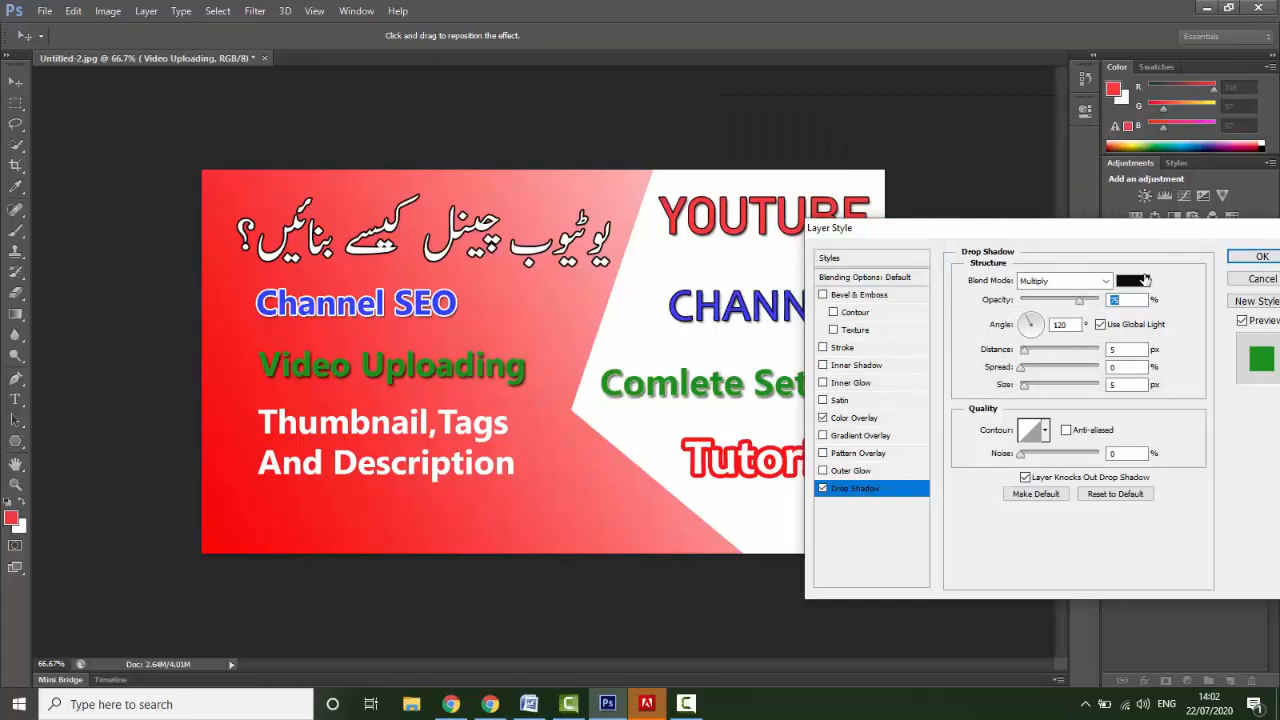 Ps File Edit Image Layer Type Select Filter 3D View Window Help
Click and drag to reposition the effect.
Essentials
Untitled-2.jpg @ 66.7% ( Video Uploading, RGB/8) *
Color Swatches
R
G
B
Adjustments Styles
Add an adjustment
یوٹیوب چینل کیسے بنائیں؟
Channel SEO
Video Uploading
Thumbnail,Tags
And Description
YOUTUBE
CHANN
Comlete Set
Tutori
Layer Style
Styles
Blending Options: Default
Bevel & Emboss
Contour
Texture
Stroke
Inner Shadow
Inner Glow
Satin
Color Overlay
Gradient Overlay
Pattern Overlay
Outer Glow
Drop Shadow
Drop Shadow
Structure
Blend Mode: Multiply
Opacity: 75 %
Angle: 120 ° Use Global Light
Distance: 5 px
Spread: 0 %
Size: 5 px
Quality
Contour: Anti-aliased
Noise: 0 %
Layer Knocks Out Drop Shadow
Make Default Reset to Default
OK
Cancel
New Style
Preview
66.67% Doc: 2.64M/4.01M
Mini Bridge Timeline
Type here to search
ENG
14:02
22/07/2020